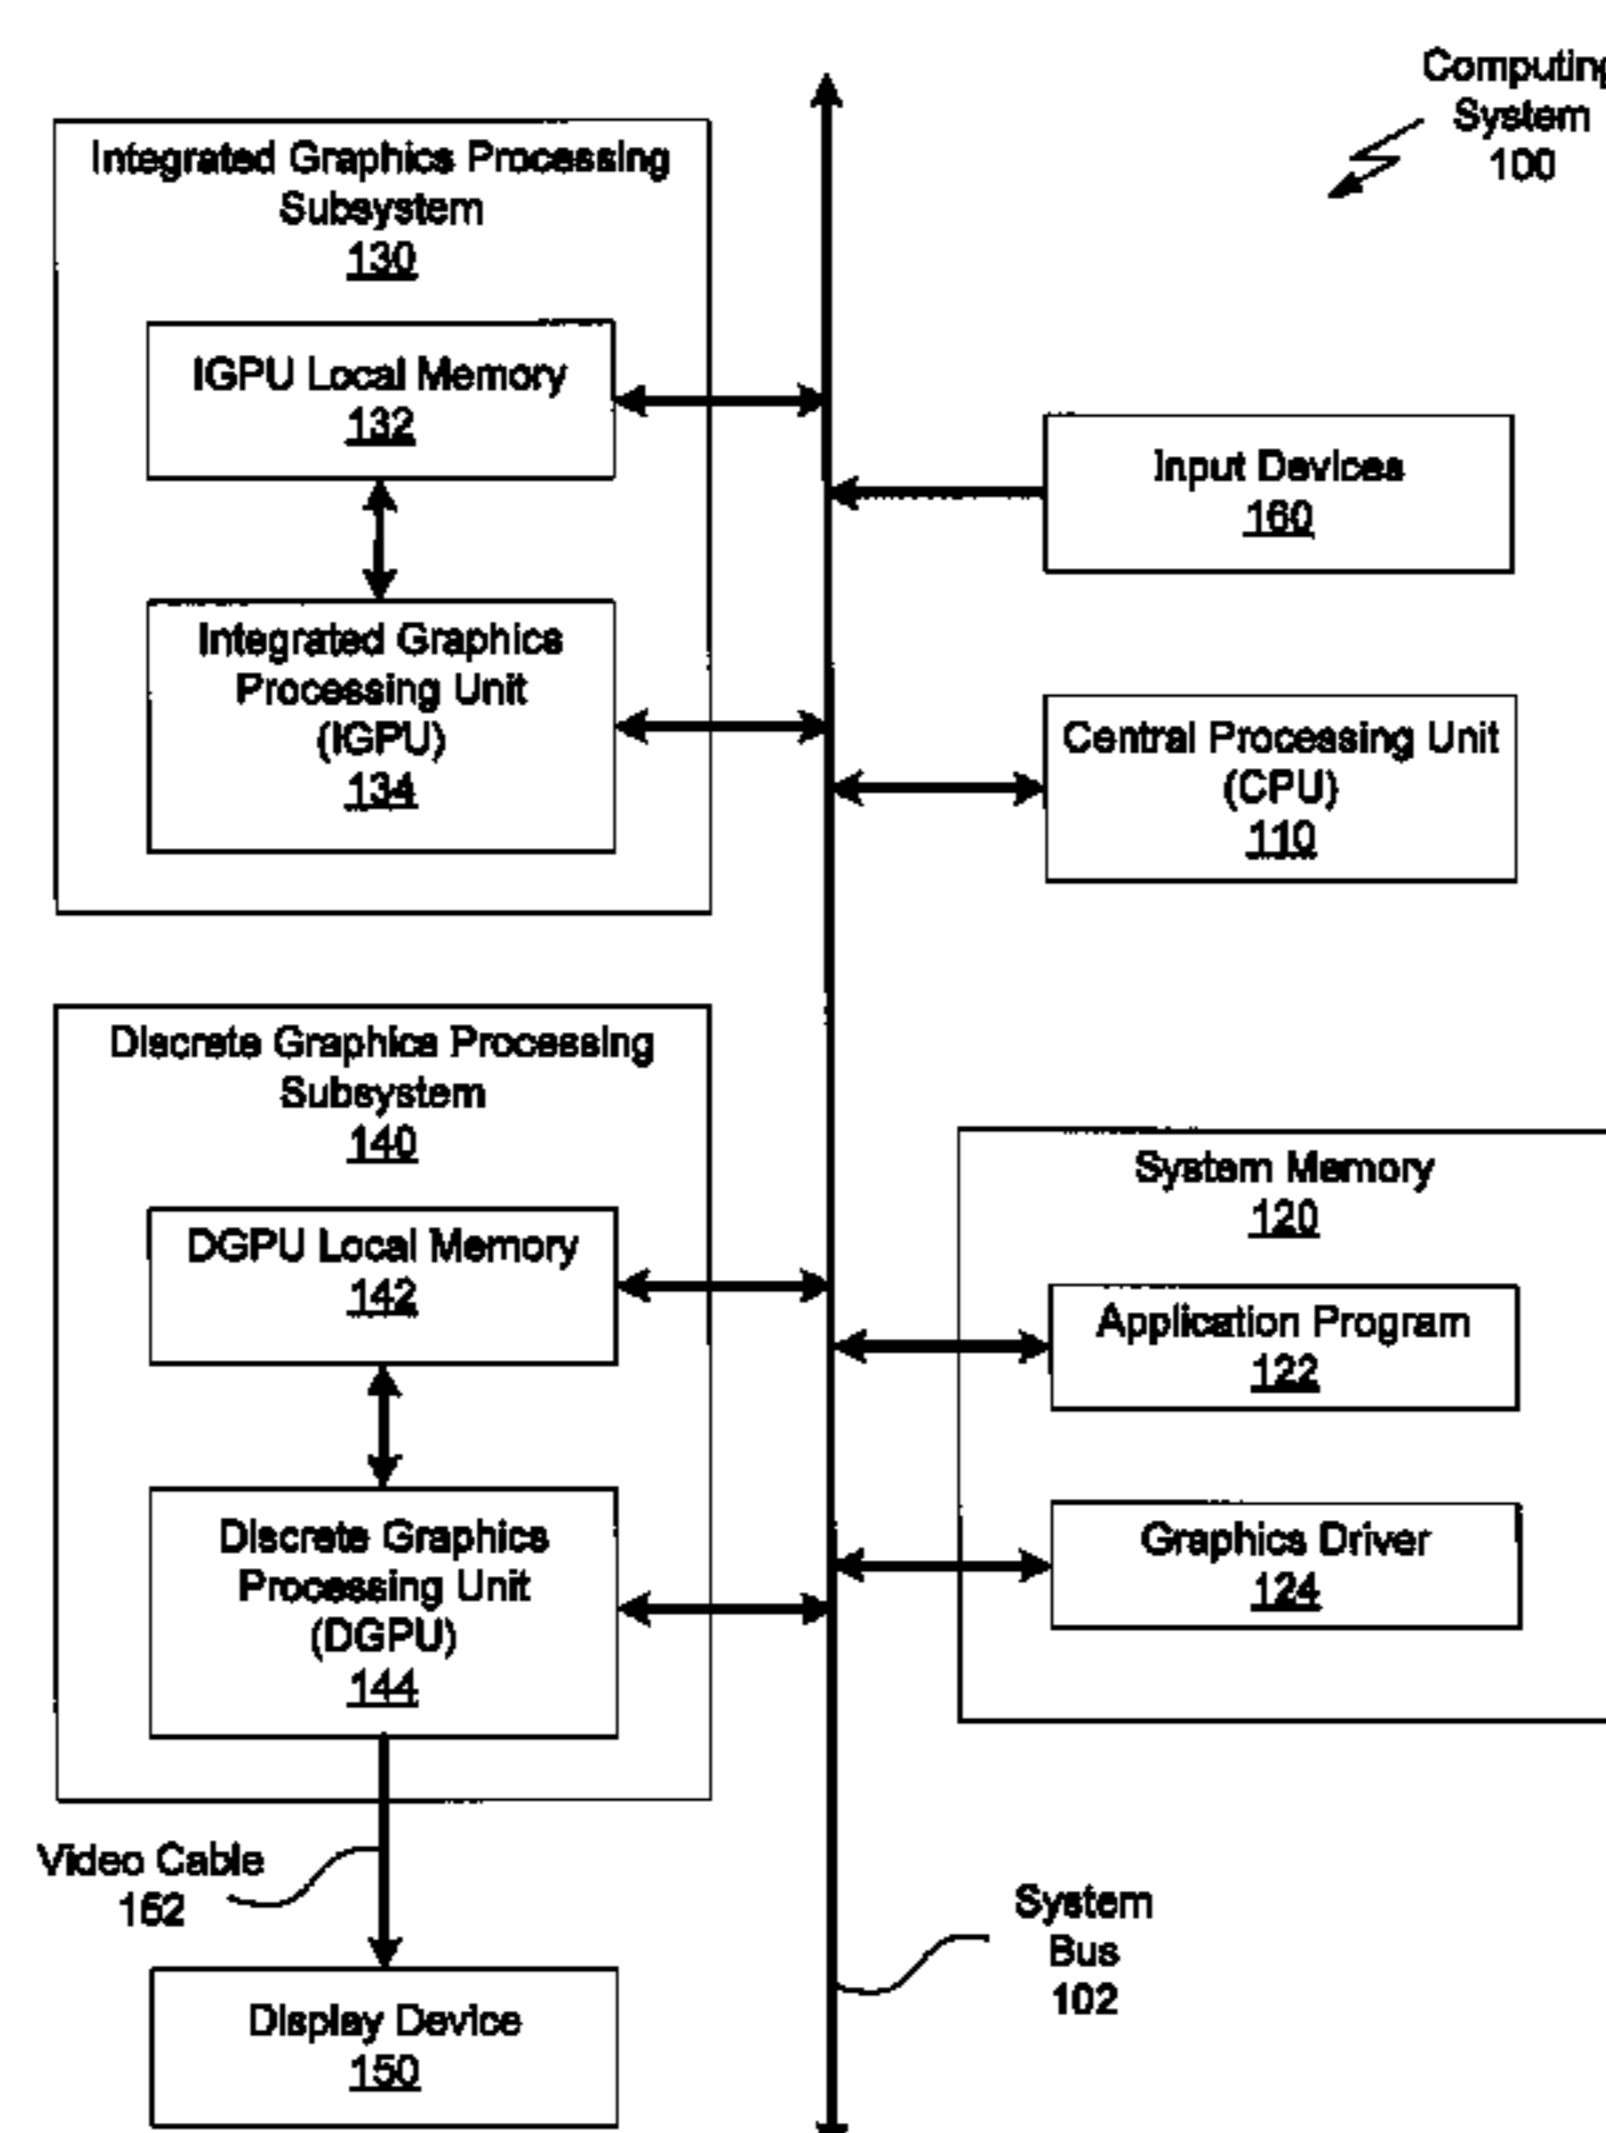 Computing
System
100
Integrated Graphics Processing
Subsystem
130
IGPU Local Memory
132
Integrated Graphics
Processing Unit
(IGPU)
134
Input Devices
160
Central Processing Unit
(CPU)
110
Discrete Graphics Processing
Subsystem
140
DGPU Local Memory
142
Discrete Graphics
Processing Unit
(DGPU)
144
System Memory
120
Application Program
122
Graphics Driver
124
Video Cable
152
Display Device
150
System
Bus
102